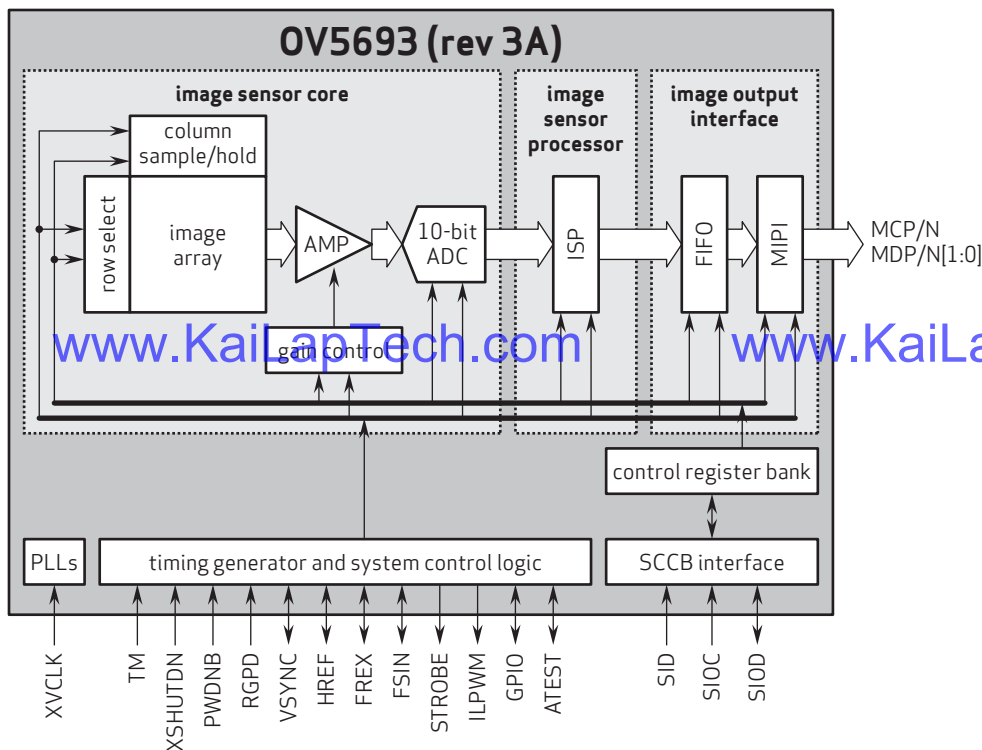 OV5693 (rev 3A)
image sensor core
image
sensor
processor
image output
interface
column
sample/hold
row select
image
array
AMP
10-bit
ADC
ISP
FIFO
MIPI
MCP/N
MDP/N[1:0]
gain control
www.KaiLapTech.com
www.KaiLa
control register bank
PLLs
timing generator and system control logic
SCCB interface
XVCLK
TM
XSHUTDN
PWDNB
RGPD
VSYNC
HREF
FREX
FSIN
STROBE
ILPWM
GPIO
ATEST
SID
SIOC
SIOD